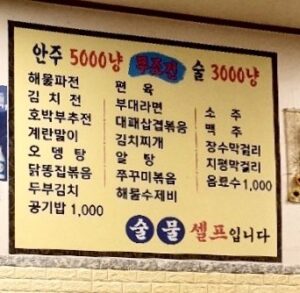 안주 5000냥 무조건 술 3000냥
해물파전
김치전
호박부추전
계란말이
오뎅탕
닭똥집볶음
두부김치
공기밥 1,000
편육
부대라면
대패삼겹볶음
김치찌개
알탕
쭈꾸미볶음
해물수제비
소주
맥주
장수막걸리
지평막걸리
음료수 1,000
술 물 셀프입니다